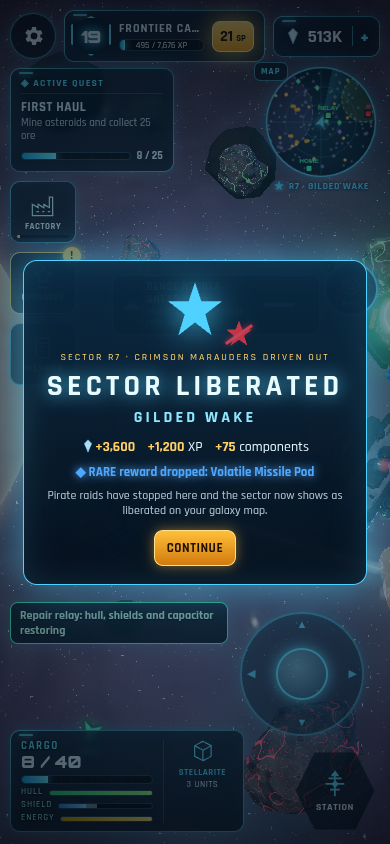 19
FRONTIER CA...
495 / 7,676 XP
21 SP
513K +
ACTIVE QUEST
FIRST HAUL
Mine asteroids and collect 25
ore
8 / 25
MAP
RELAY
HOME
R7 · GILDED WAKE
FACTORY
!
SECTOR R7 · CRIMSON MARAUDERS DRIVEN OUT
SECTOR LIBERATED
GILDED WAKE
+3,600 +1,200 XP +75 components
RARE reward dropped: Volatile Missile Pod
Pirate raids have stopped here and the sector now shows as
liberated on your galaxy map.
CONTINUE
Repair relay: hull, shields and capacitor
restoring
CARGO
8 / 40
HULL
SHIELD
ENERGY
STELLARITE
3 UNITS
STATION